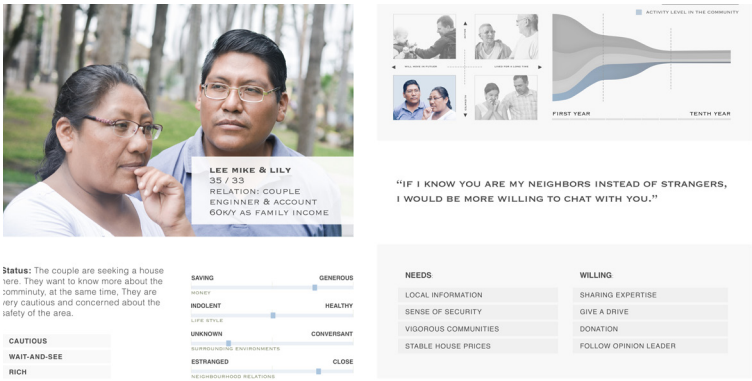 LEE MIKE & LILY
35 / 33
RELATION: COUPLE
ENGINNER & ACCOUNT
60K/Y AS FAMILY INCOME
Status: The couple are seeking a house
here. They want to know more about the
comminuty, at the same time, They are
very cautious and concerned about the
safety of the area.
CAUTIOUS
WAIT-AND-SEE
RICH
SAVING GENEROUS
MONEY
INDOLENT HEALTHY
LIFE STYLE
UNKNOWN CONVERSANT
SURROUNDING ENVIRONMENTS
ESTRANGED CLOSE
NEIGHBOURHOOD RELATIONS
ACTIVITY LEVEL IN THE COMMUNITY
FIRST YEAR TENTH YEAR
“IF I KNOW YOU ARE MY NEIGHBORS INSTEAD OF STRANGERS,
I WOULD BE MORE WILLING TO CHAT WITH YOU.”
NEEDS
LOCAL INFORMATION
SENSE OF SECURITY
VIGOROUS COMMUNITIES
STABLE HOUSE PRICES
WILLING
SHARING EXPERTISE
GIVE A DRIVE
DONATION
FOLLOW OPINION LEADER